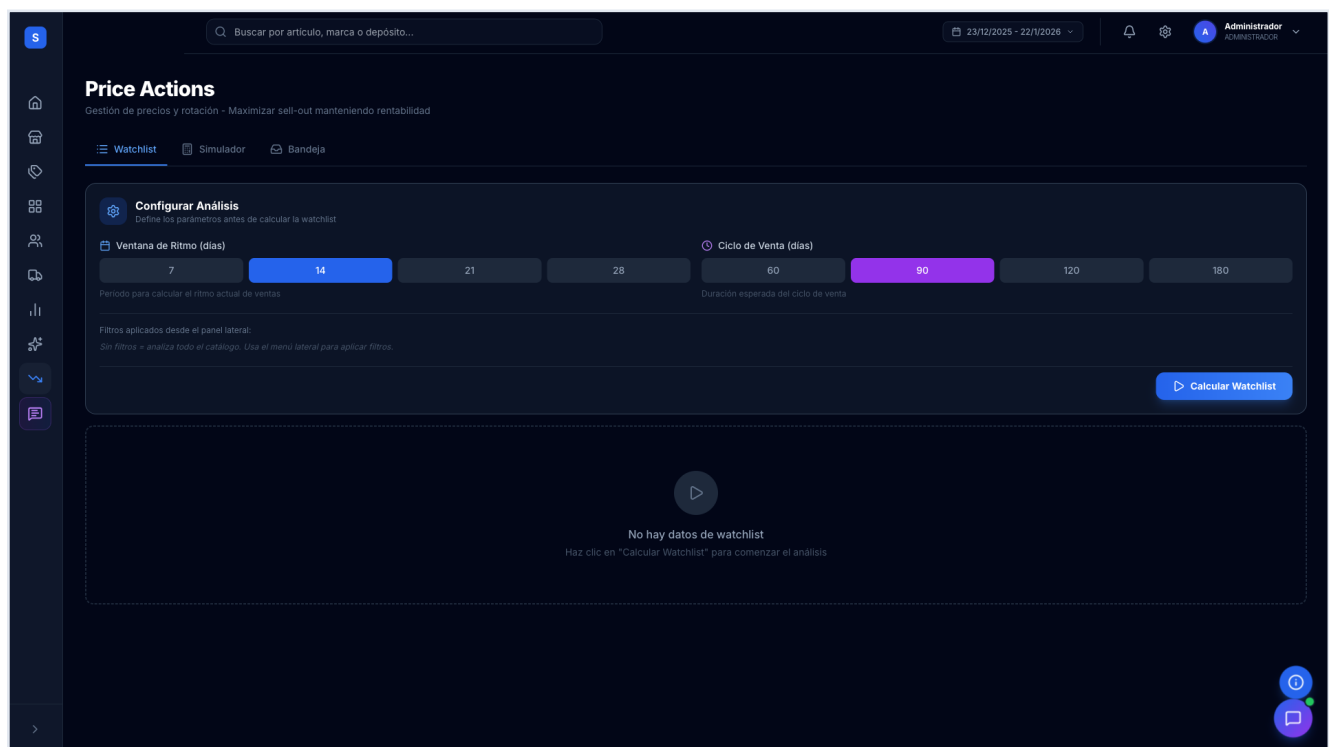 S
Buscar por artículo, marca o depósito...
23/12/2025 - 22/1/2026
A
Administrador
ADMINISTRADOR
Price Actions
Gestión de precios y rotación - Maximizar sell-out manteniendo rentabilidad
Watchlist
Simulador
Bandeja
Configurar Análisis
Define los parámetros antes de calcular la watchlist
Ventana de Ritmo (días)
7
14
21
28
Período para calcular el ritmo actual de ventas
Ciclo de Venta (días)
60
90
120
180
Duración esperada del ciclo de venta
Filtros aplicados desde el panel lateral:
Sin filtros = analiza todo el catálogo. Usa el menú lateral para aplicar filtros.
Calcular Watchlist
No hay datos de watchlist
Haz clic en "Calcular Watchlist" para comenzar el análisis